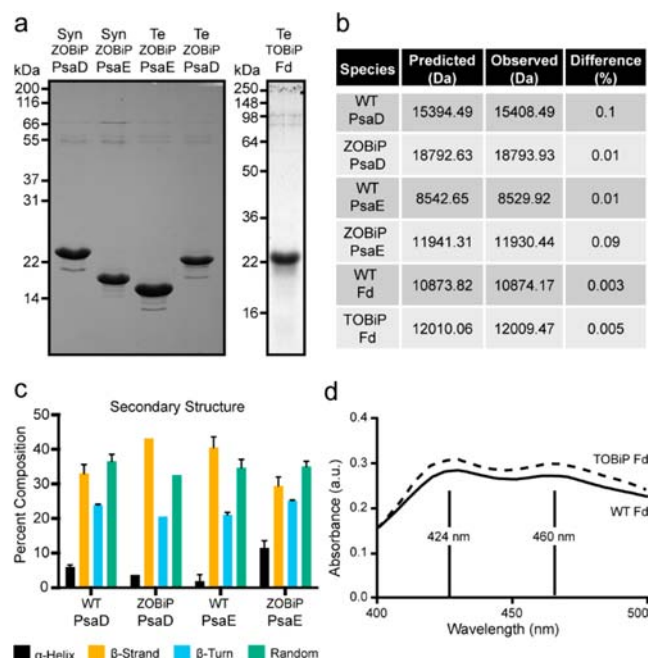 a
Syn Syn Te Te Te
ZOBiP ZOBiP ZOBiP ZOBiP TOBiP
PsaD PsaE PsaE PsaD Fd
kDa
200
116
66
55
37
31
22
14
kDa
250
148
98
64
50
36
22
16
b
Species Predicted (Da) Observed (Da) Difference (%)
WT PsaD 15394.49 15408.49 0.1
ZOBiP PsaD 18792.63 18793.93 0.01
WT PsaE 8542.65 8529.92 0.01
ZOBiP PsaE 11941.31 11930.44 0.09
WT Fd 10873.82 10874.17 0.003
TOBiP Fd 12010.06 12009.47 0.005
c
Secondary Structure
Percent Composition
50
40
30
20
10
0
WT ZOBiP WT ZOBiP
PsaD PsaD PsaE PsaE
α-Helix β-Strand β-Turn Random
d
Absorbance (a.u.)
0.4
0.3
0.2
0.1
0.0
TOBiP Fd
WT Fd
424 nm 460 nm
400 450 500
Wavelength (nm)